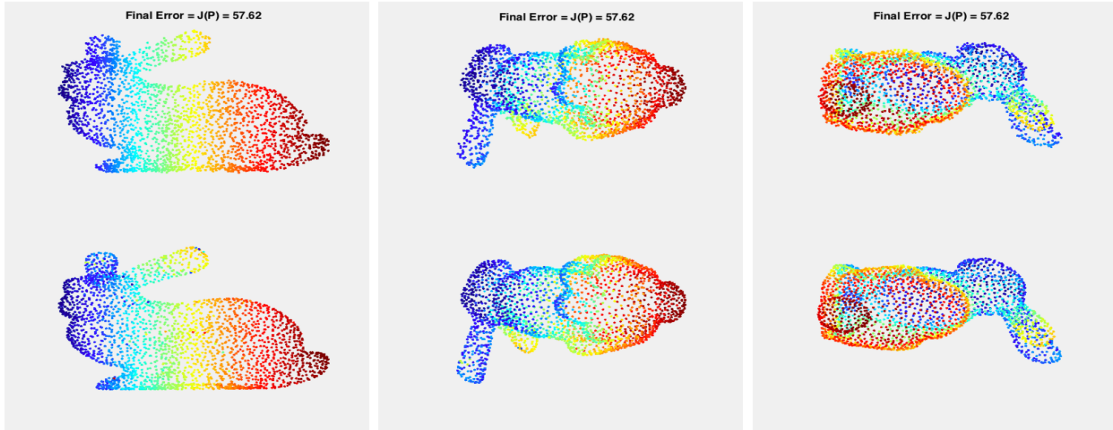 Final Error = J(P) = 57.62
Final Error = J(P) = 57.62
Final Error = J(P) = 57.62